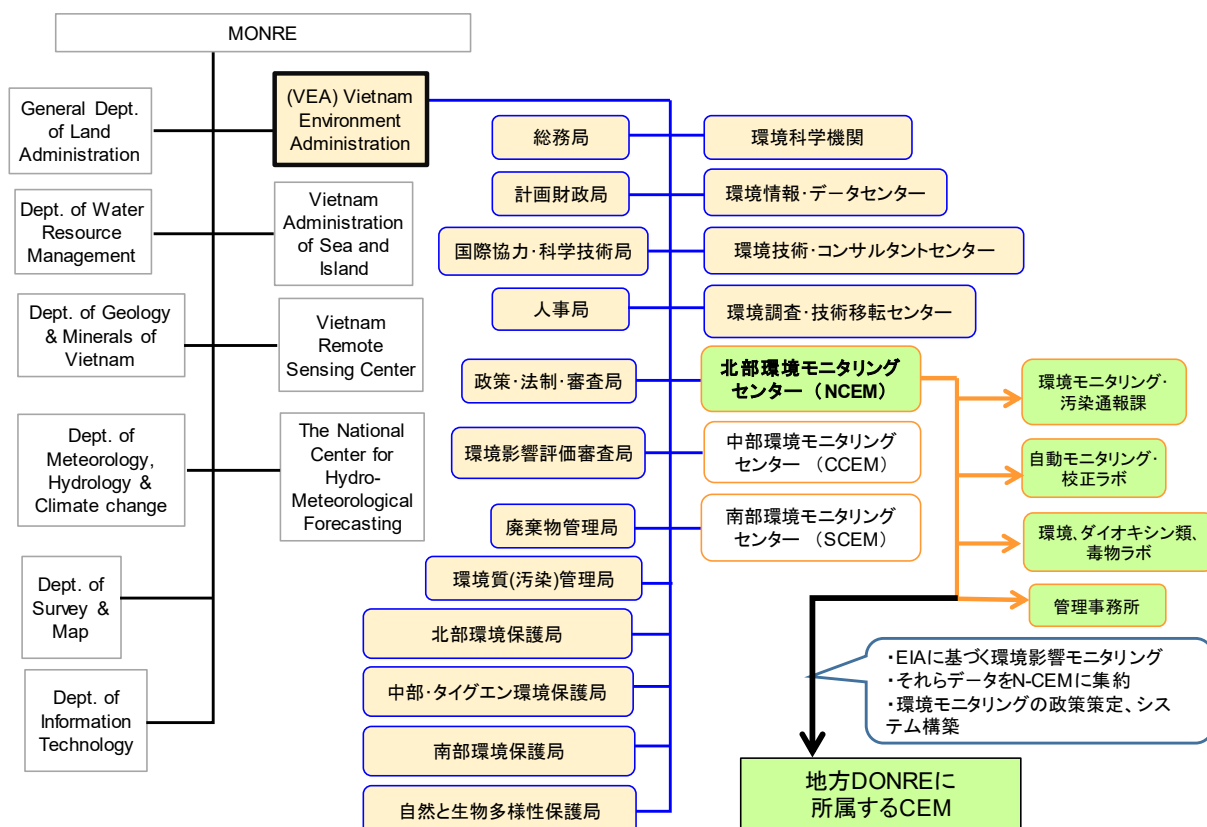 MONRE
General Dept.
of Land
Administration
(VEA) Vietnam
Environment
Administration
Dept. of Water
Resource
Management
Vietnam
Administration
of Sea and
Island
Dept. of Geology
& Minerals of
Vietnam
Vietnam
Remote
Sensing Center
Dept. of
Meteorology,
Hydrology &
Climate change
The National
Center for
Hydro-
Meteorological
Forecasting
Dept. of
Survey &
Map
Dept. of
Information
Technology
総務局
計画財政局
国際協力・科学技術局
人事局
政策・法制・審査局
環境影響評価審査局
廃棄物管理局
環境質(汚染)管理局
北部環境保護局
中部・タイグエン環境保護局
南部環境保護局
自然と生物多様性保護局
環境科学機関
環境情報・データセンター
環境技術・コンサルタントセンター
環境調査・技術移転センター
北部環境モニタリング
センター (NCEM)
中部環境モニタリング
センター (CCEM)
南部環境モニタリング
センター (SCEM)
環境モニタリング・
汚染通報課
自動モニタリング・
校正ラボ
環境、ダイオキシン類、
毒物ラボ
管理事務所
・EIAに基づく環境影響モニタリング
・それらデータをN-CEMに集約
・環境モニタリングの政策策定、シス
テム構築
地方DONREに
所属するCEM